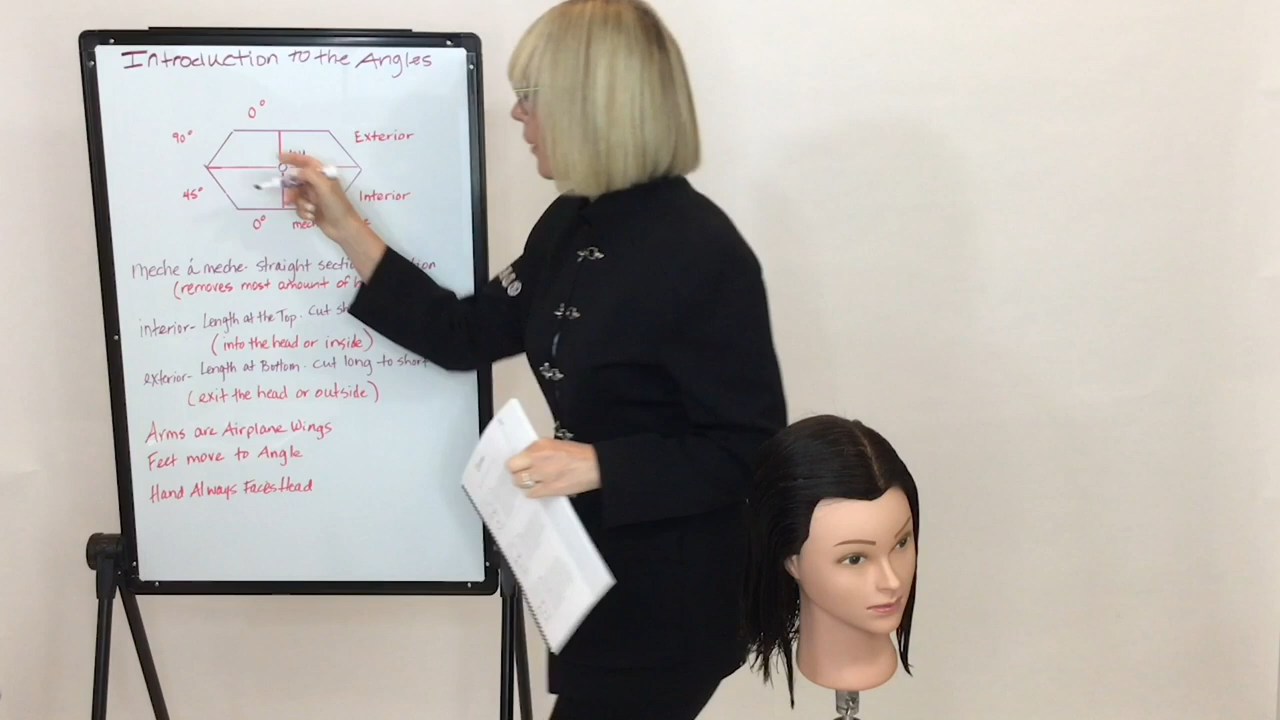 Introduction to the Angles
0°
90°
Exterior
45°
Interior
0°
meche á meche- straight
(removes most amount of
interior- Length at the Top. Cut
(into the head or inside)
exterior- Length at Bottom. Cut long to short
(exit the head or outside)
Arms are Airplane Wings
Feet move to Angle
Hand Always Faces Head